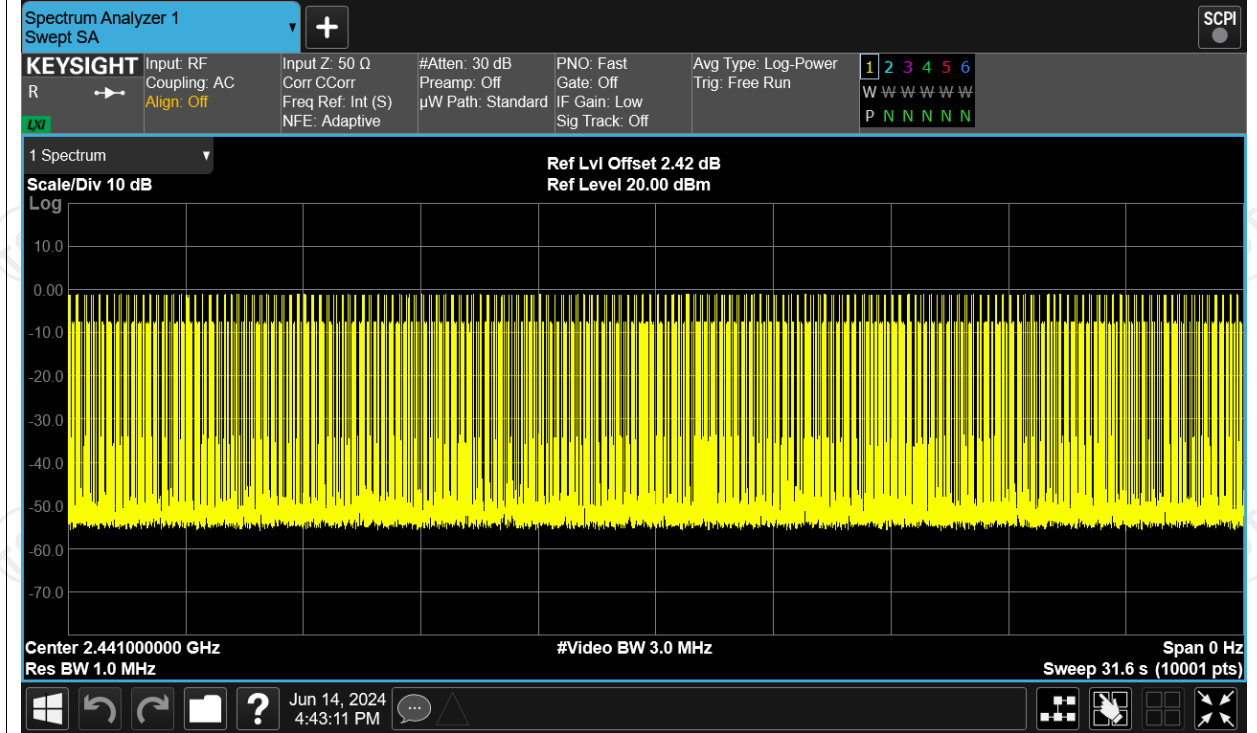 Spectrum Analyzer 1
Swept SA
SCPI
KEYSIGHT
R
LXI
Input: RF
Coupling: AC
Align: Off
Input Z: 50 Ω
Corr CCorr
Freq Ref: Int (S)
NFE: Adaptive
#Atten: 30 dB
Preamp: Off
µW Path: Standard
PNO: Fast
Gate: Off
IF Gain: Low
Sig Track: Off
Avg Type: Log-Power
Trig: Free Run
1 2 3 4 5 6
W W W W W W
P N N N N N
1 Spectrum
Scale/Div 10 dB
Ref Lvl Offset 2.42 dB
Ref Level 20.00 dBm
Log
10.0
0.00
-10.0
-20.0
-30.0
-40.0
-50.0
-60.0
-70.0
Center 2.441000000 GHz
#Video BW 3.0 MHz
Span 0 Hz
Res BW 1.0 MHz
Sweep 31.6 s (10001 pts)
?
Jun 14, 2024
4:43:11 PM